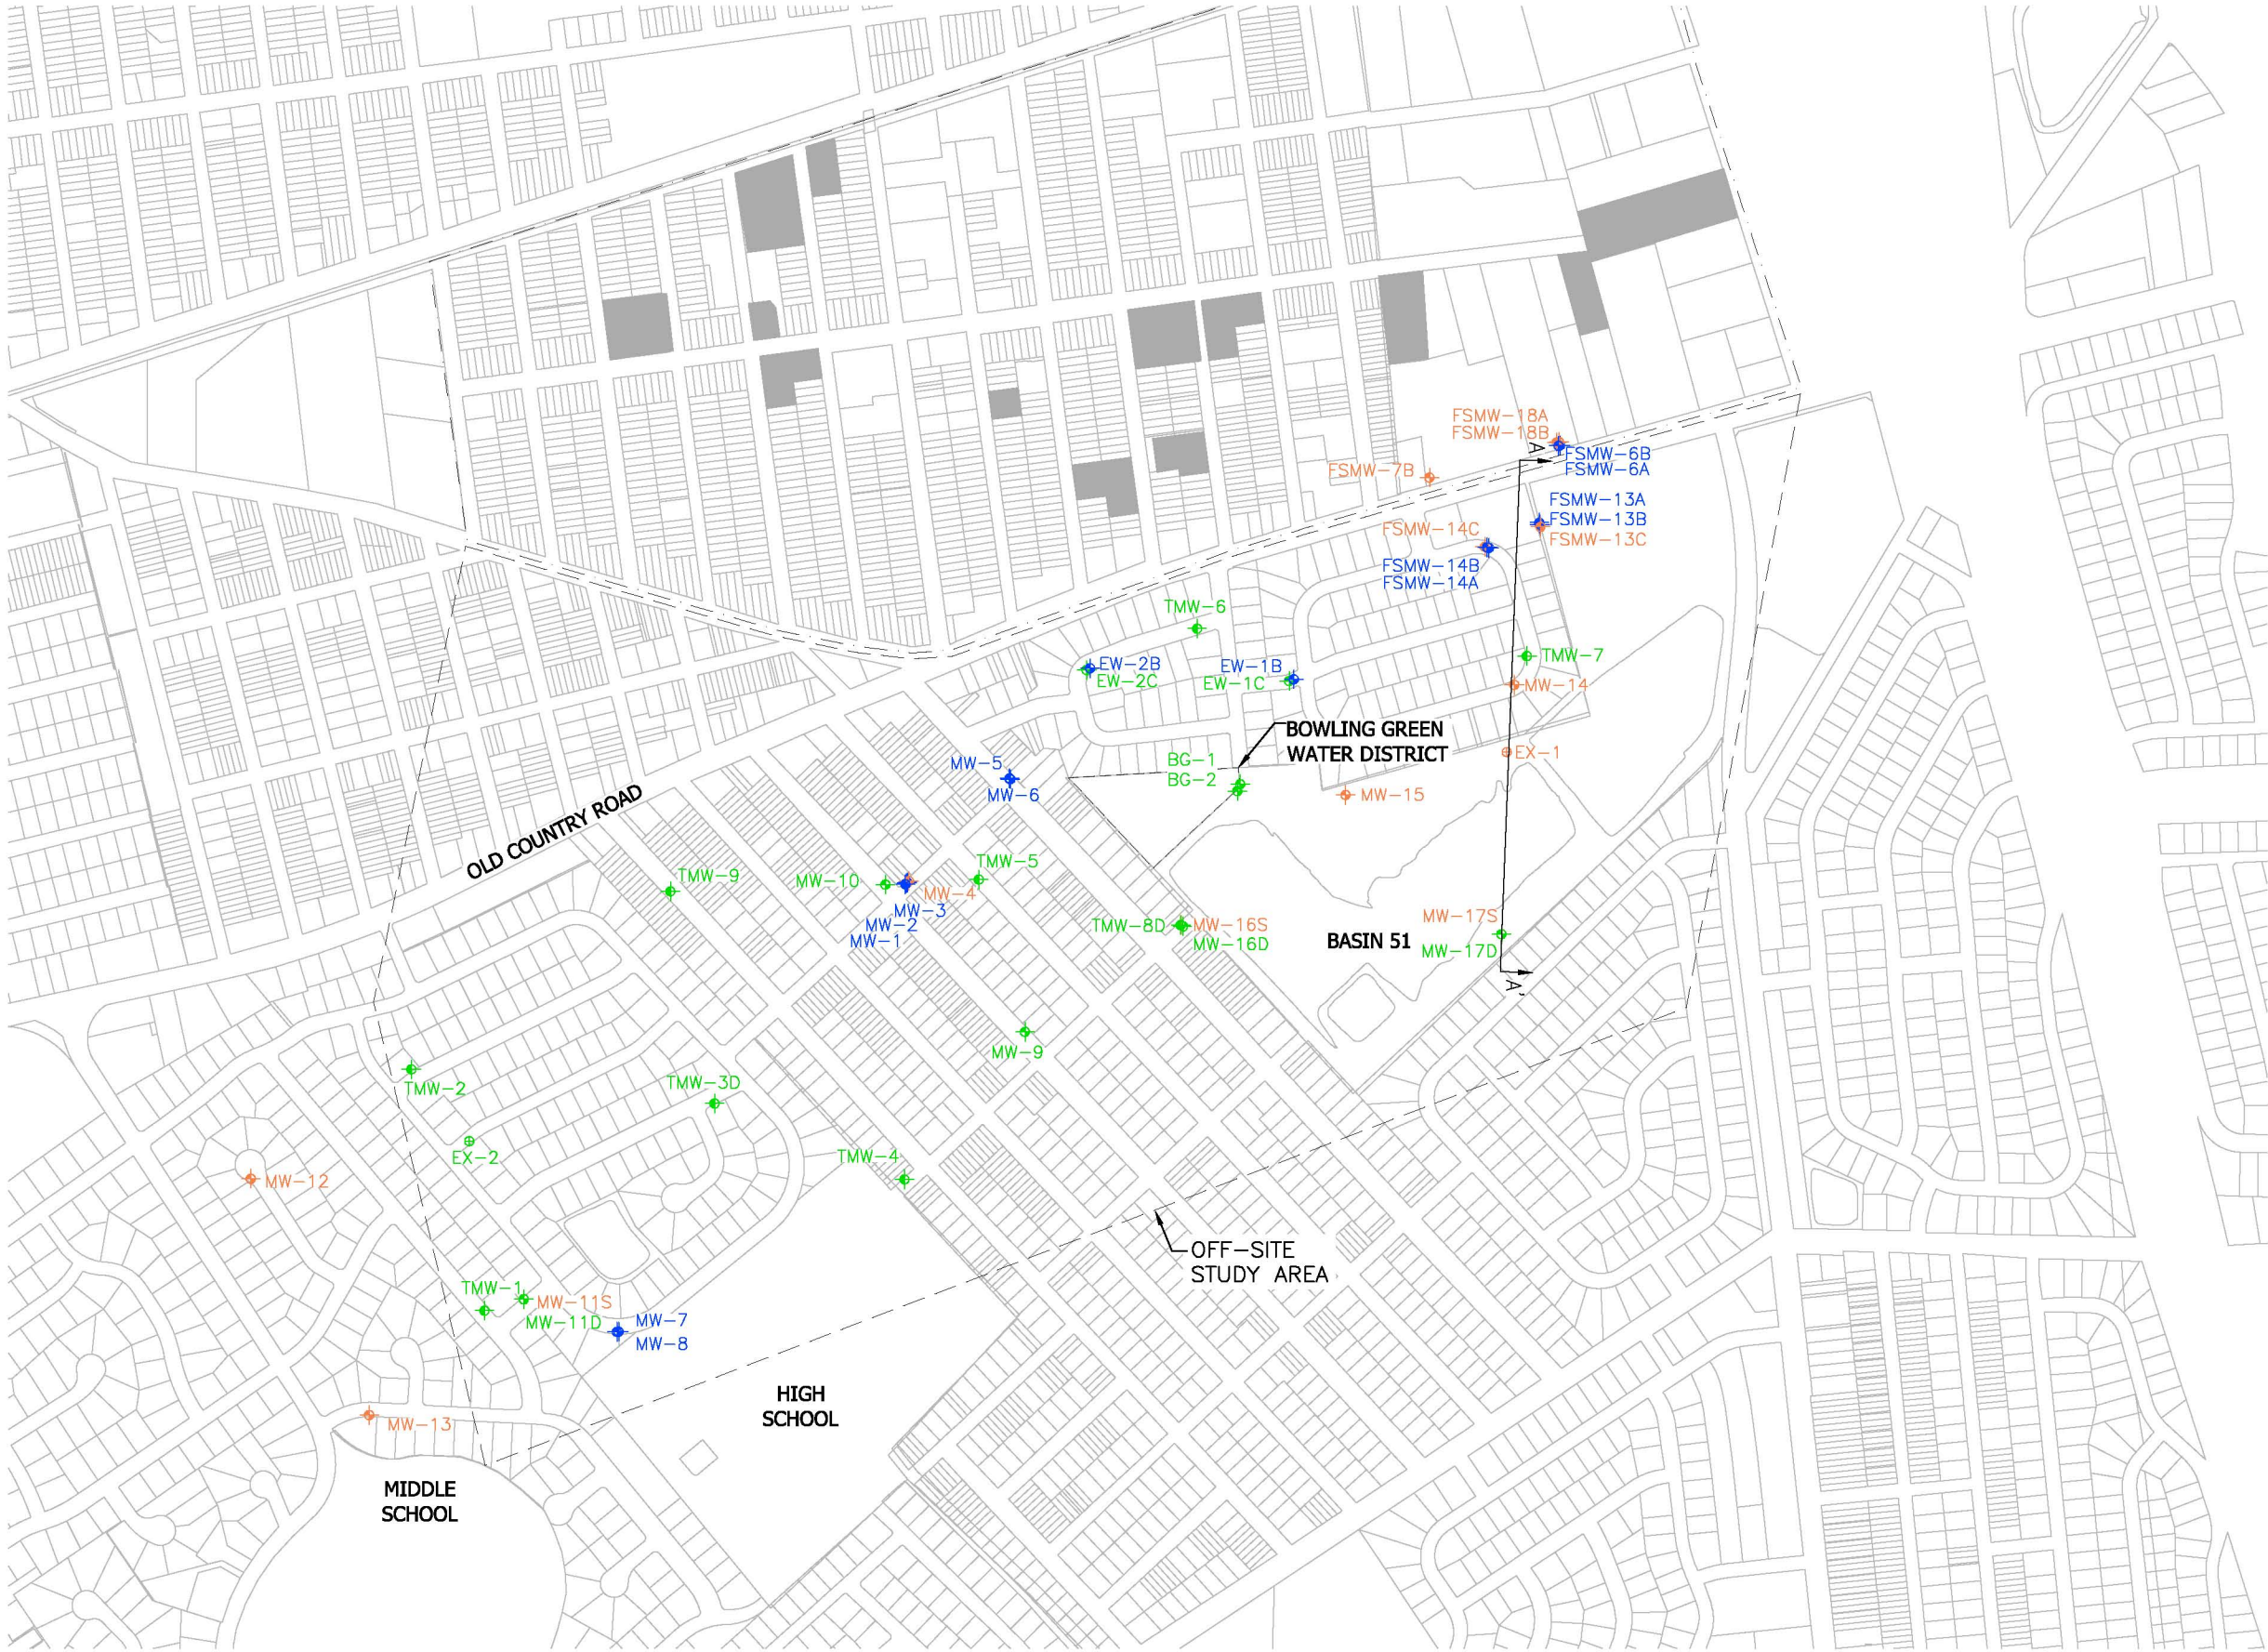 FSMW-18A
FSMW-18B
A
FSMW-6B
FSMW-6A
FSMW-7B
FSMW-13A
FSMW-13B
FSMW-13C
FSMW-14C
FSMW-14B
FSMW-14A
TMW-6
TMW-7
EW-2B
EW-2C
EW-1B
EW-1C
MW-14
BOWLING GREEN
WATER DISTRICT
EX-1
BG-1
BG-2
MW-15
MW-5
MW-6
OLD COUNTRY ROAD
TMW-9
MW-10
TMW-5
MW-4
MW-3
MW-2
MW-1
TMW-8D
MW-16S
MW-16D
BASIN 51
MW-17S
MW-17D
A'
MW-9
TMW-2
TMW-3D
EX-2
TMW-4
MW-12
OFF-SITE
STUDY AREA
TMW-1
MW-11S
MW-11D
MW-7
MW-8
HIGH
SCHOOL
MW-13
MIDDLE
SCHOOL